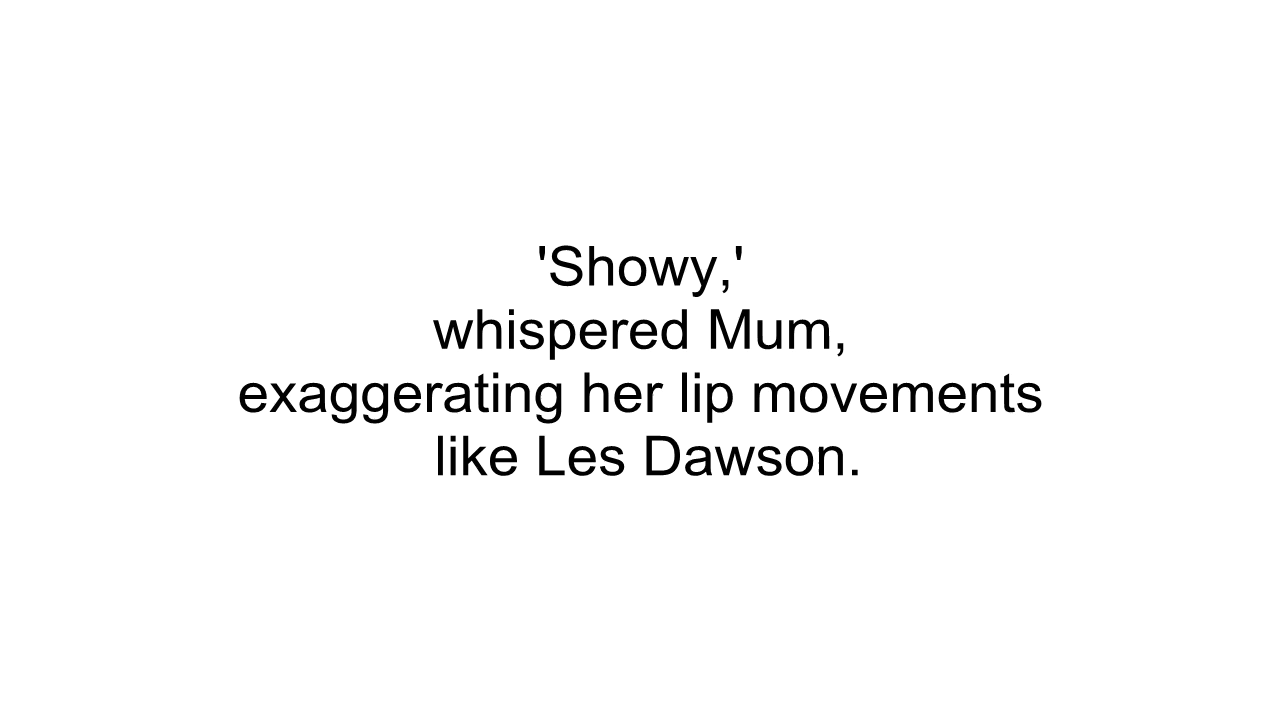 'Showy,'
whispered Mum,
exaggerating her lip movements
like Les Dawson.